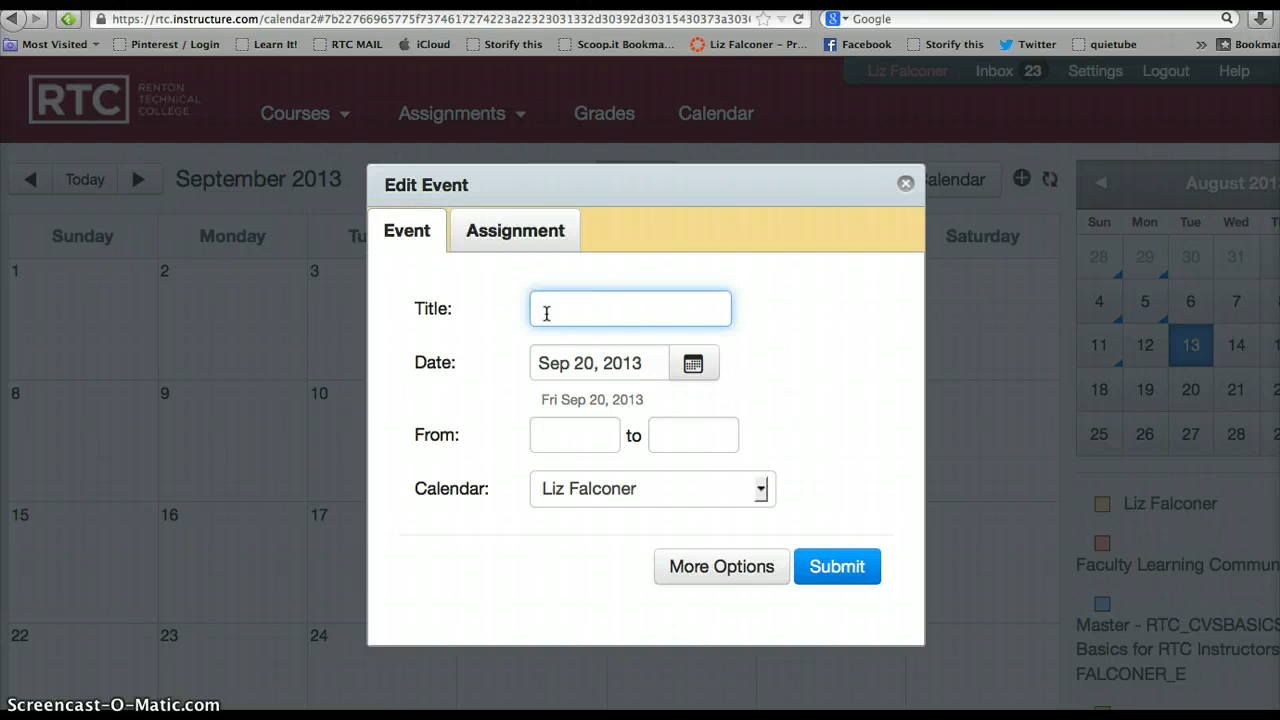 https://rtc.instructure.com/calendar2#7b22766965775f7374617274223a22323031332d30392d30315430373a303
Google
Most Visited
Pinterest / Login
Learn It!
RTC MAIL
iCloud
Storify this
Scoop.it Bookma...
Liz Falconer - Pr...
Facebook
Storify this
Twitter
quietube
»
Bookmar
Liz Falconer
Inbox 23
Settings
Logout
Help
RTC
RENTON
TECHNICAL
COLLEGE
Courses
Assignments
Grades
Calendar
Today
September 2013
alendar
August 201
Sunday
Monday
Tu
Saturday
Sun Mon Tue Wed T
28 29 30 31
4 5 6 7
11 12 13 14 1
18 19 20 21 2
25 26 27 28 2
1 2 3
8 9 10
15 16 17
22 23 24
Edit Event
Event
Assignment
Title:
Date:
Sep 20, 2013
Fri Sep 20, 2013
From:
to
Calendar:
Liz Falconer
More Options
Submit
Liz Falconer
Faculty Learning Commun
Master - RTC_CVSBASICS
Basics for RTC Instructors
FALCONER_E
Screencast-O-Matic.com